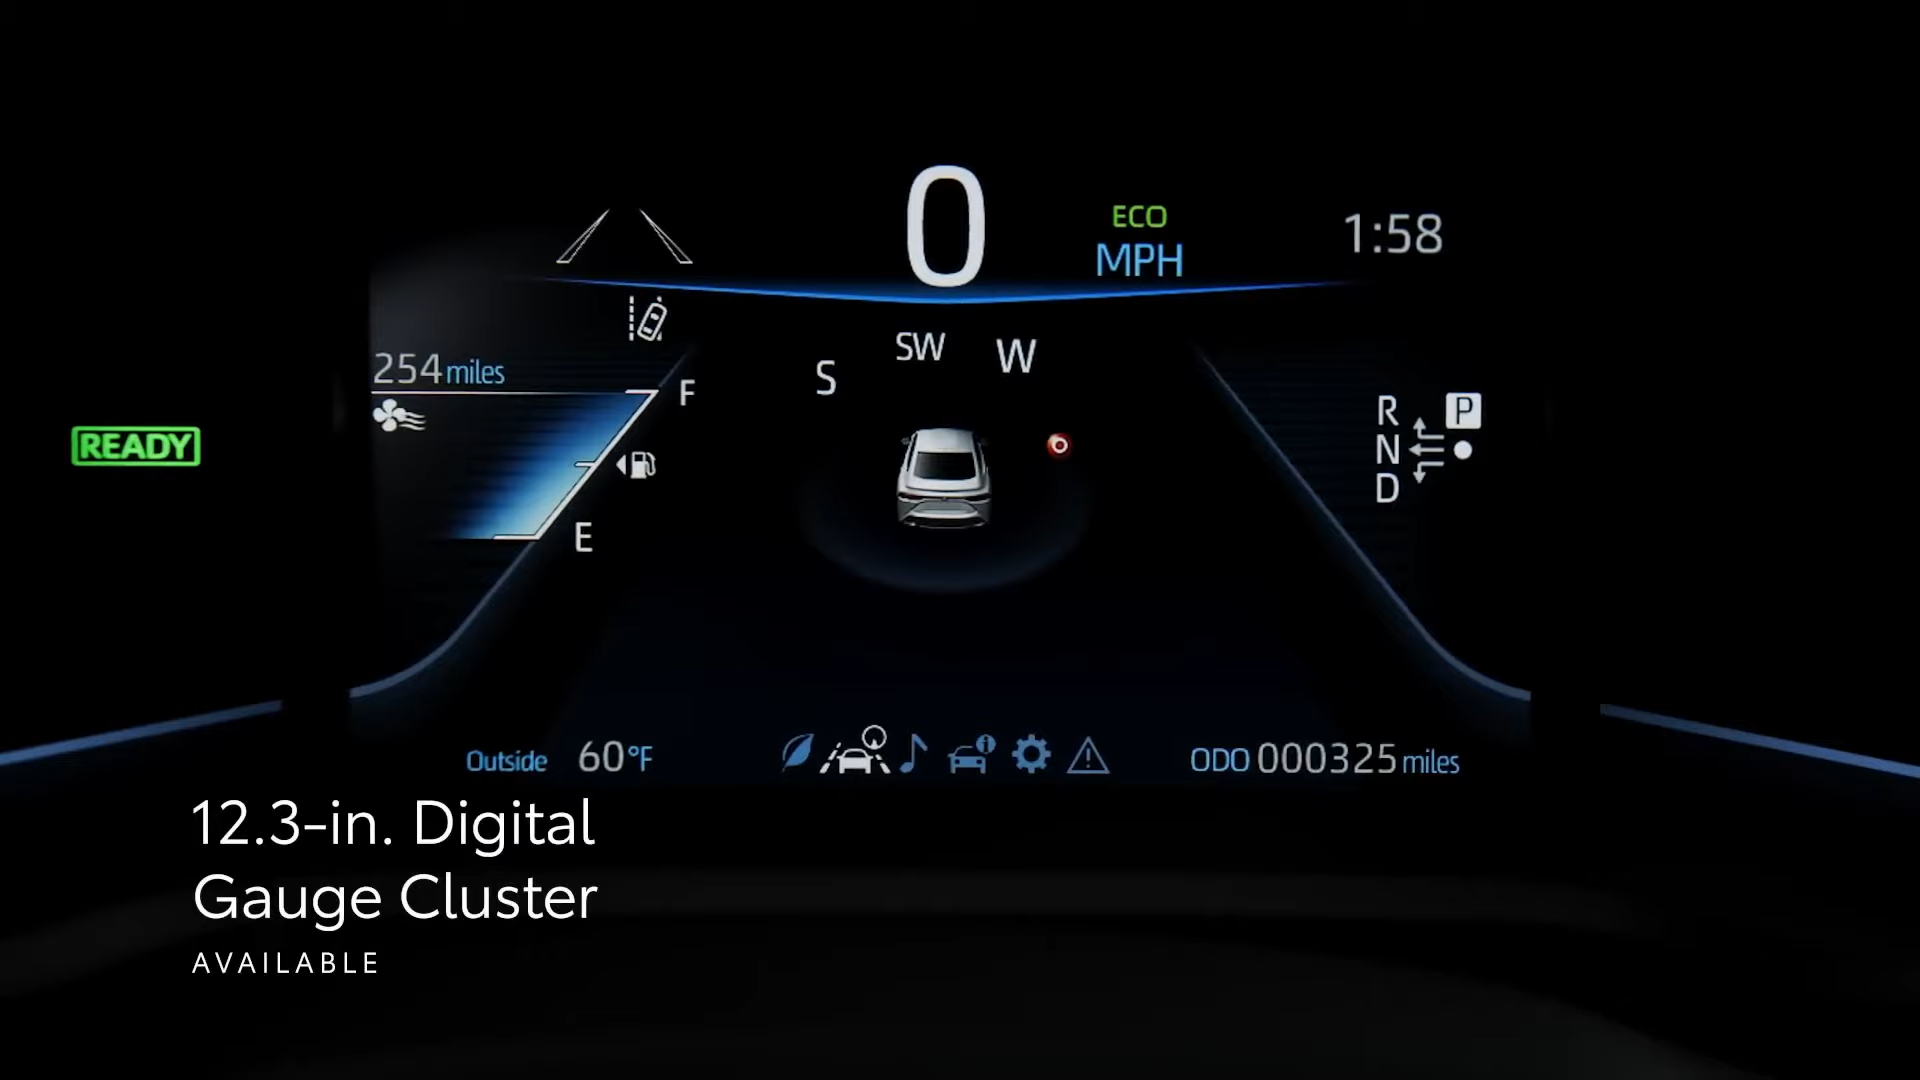 0
ECO
MPH
1:58
SW
W
S
254 miles
F
E
READY
R
P
N
D
Outside 60°F
ODO 000325 miles
12.3-in. Digital
Gauge Cluster
AVAILABLE